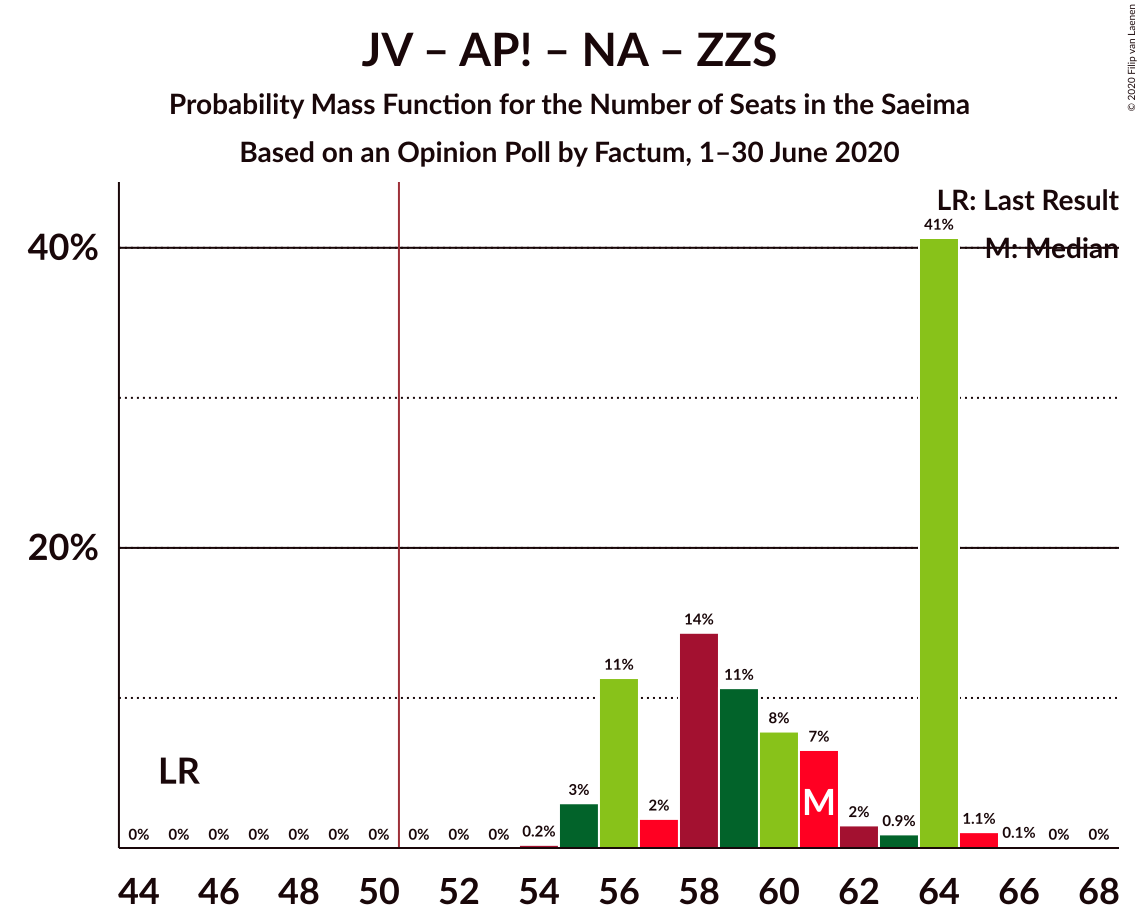 JV – AP! – NA – ZZS
Probability Mass Function for the Number of Seats in the Saeima
Based on an Opinion Poll by Factum, 1–30 June 2020
© 2020 Filip van Laenen
LR: Last Result
M: Median
40%
20%
LR
M
0% 0% 0% 0% 0% 0% 0% 0% 0% 0% 0.2% 3% 11% 2% 14% 11% 8% 7% 2% 0.9% 41% 1.1% 0.1% 0% 0%
44 46 48 50 52 54 56 58 60 62 64 66 68